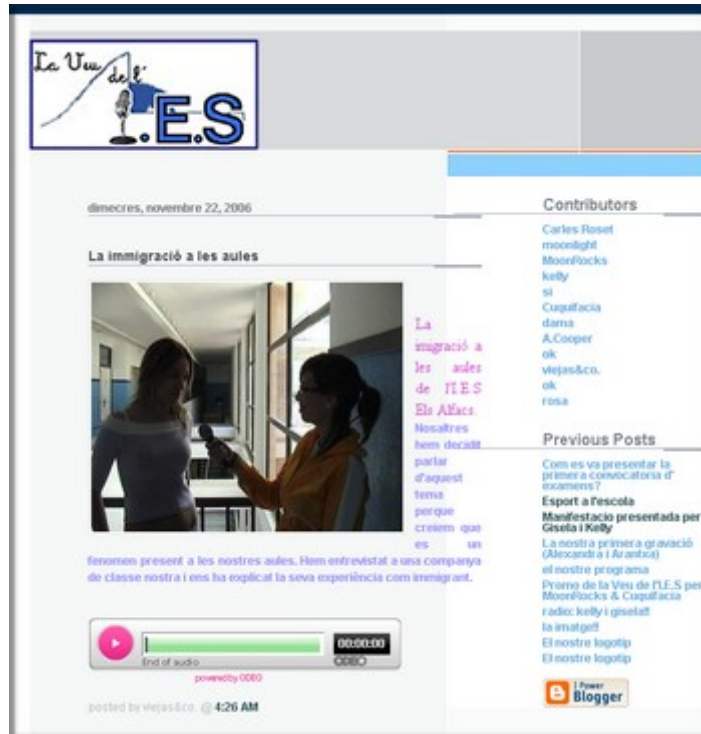 La Veu
de l'
I.E.S
dimecres, novembre 22, 2006
La immigració a les aules
La
imigració a
les aules
de l'I.E.S
Els Alfacs.
Nosaltres
hem decidit
parlar
d'aquest
tema
perque
creiem que
es un
fenomen present a les nostres aules. Hem entrevistat a una companya
de classe nostra i ens ha explicat la seva experiència com immigrant.
End of audio
00:00:00
ODEO
powered by ODEO
posted by viejas&co. @ 4:26 AM
Contributors
Carles Roset
moonlight
MoonRocks
kelly
si
Cuquifacia
dama
A.Cooper
ok
viejas&co.
ok
rosa
Previous Posts
Com es va presentar la
primera convocatoria d'
examens?
Esport a l'escola
Manifestacio presentada per
Gisela i Kelly
La nostra primera gravació
(Alexandra i Arantxa)
el nostre programa
Promo de la Veu de l'I.E.S per
MoonRocks & Cuquifacia
radio: kelly i gisela!!
la imatge!!
El nostre logotip
El nostre logotip
I Power
Blogger